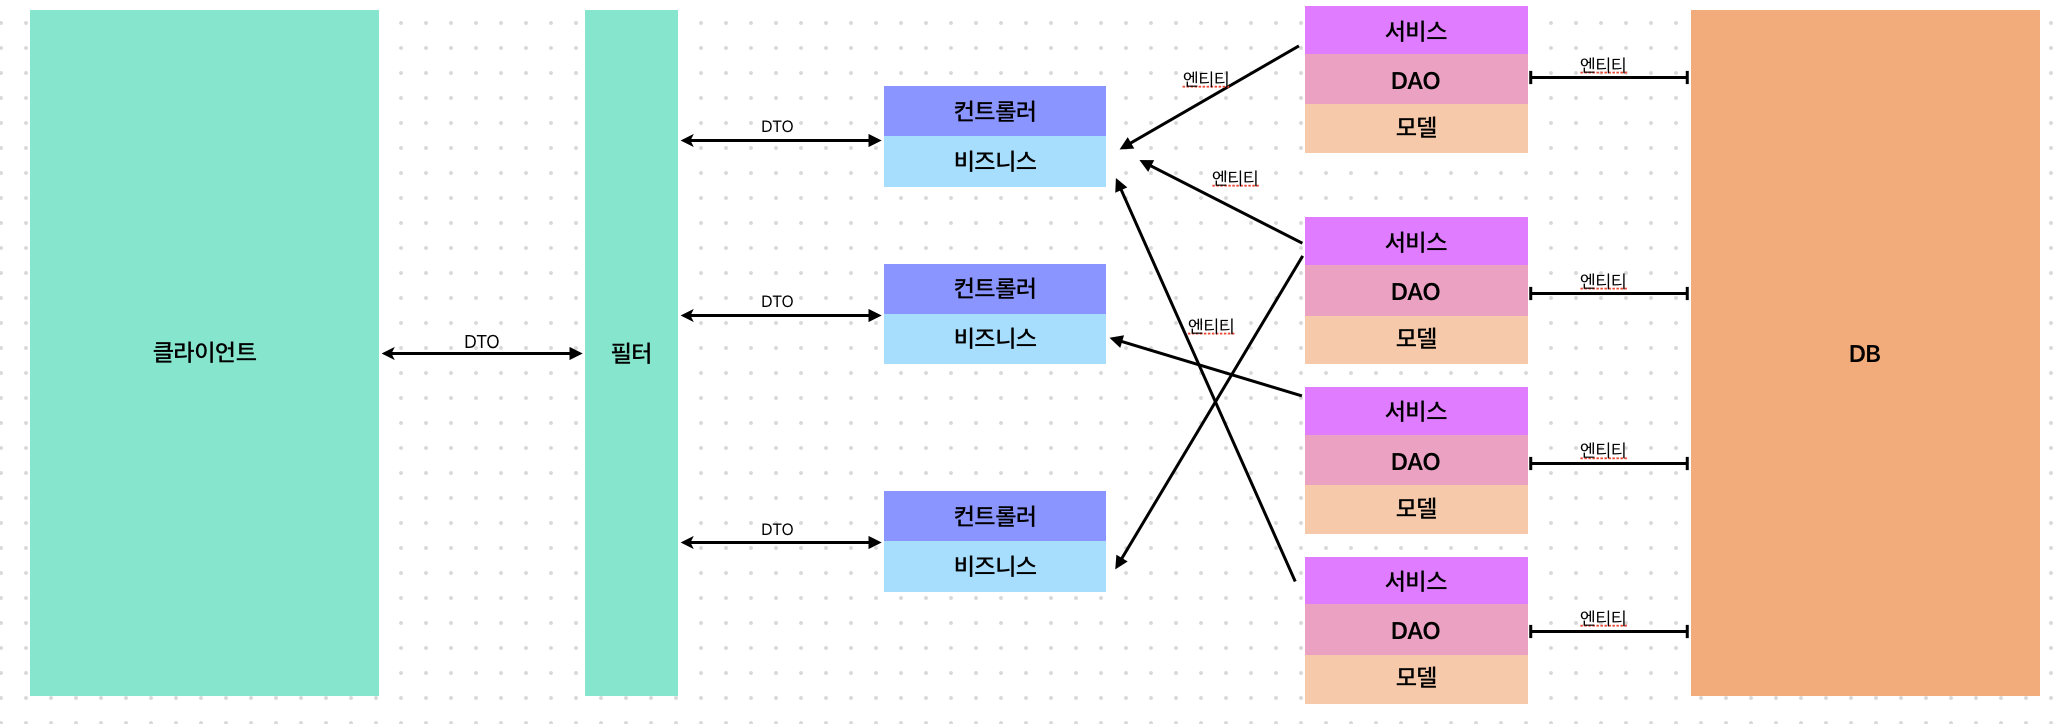 클라이언트
DTO
필터
DTO
컨트롤러
비즈니스
DTO
컨트롤러
비즈니스
DTO
컨트롤러
비즈니스
엔티티
엔티티
엔티티
서비스
DAO
모델
서비스
DAO
모델
서비스
DAO
모델
서비스
DAO
모델
엔티티
엔티티
엔티티
엔티티
DB